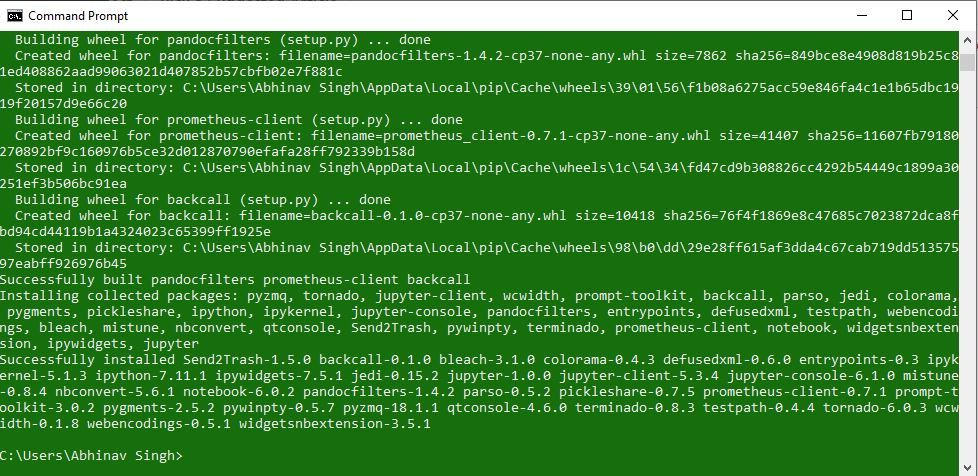 Command Prompt
Building wheel for pandocfilters (setup.py) ... done
Created wheel for pandocfilters: filename=pandocfilters-1.4.2-cp37-none-any.whl size=7862 sha256=849bce8e4908d819b25c8
1ed408862aad99063021d407852b57cbfb02e7f881c
Stored in directory: C:\Users\Abhinav Singh\AppData\Local\pip\Cache\wheels\39\01\56\f1b08a6275acc59e846fa4c1e1b65dbc19
19f20157d9e66c20
Building wheel for prometheus-client (setup.py) ... done
Created wheel for prometheus-client: filename=prometheus_client-0.7.1-cp37-none-any.whl size=41407 sha256=11607fb79180
270892bf9c160976b5ce32d012870790efafa28ff792339b158d
Stored in directory: C:\Users\Abhinav Singh\AppData\Local\pip\Cache\wheels\1c\54\34\fd47cd9b308826cc4292b54449c1899a30
251ef3b506bc91ea
Building wheel for backcall (setup.py) ... done
Created wheel for backcall: filename=backcall-0.1.0-cp37-none-any.whl size=10418 sha256=76f4f1869e8c47685c7023872dca8f
bd94cd44119b1a4324023c65399ff1925e
Stored in directory: C:\Users\Abhinav Singh\AppData\Local\pip\Cache\wheels\98\b0\dd\29e28ff615af3dda4c67cab719dd513575
97eabff926976b45
Successfully built pandocfilters prometheus-client backcall
Installing collected packages: pyzmq, tornado, jupyter-client, wcwidth, prompt-toolkit, backcall, parso, jedi, colorama,
pygments, pickleshare, ipython, ipykernel, jupyter-console, pandocfilters, entrypoints, defusedxml, testpath, webencodi
ngs, bleach, mistune, nbconvert, qtconsole, Send2Trash, pywinpty, terminado, prometheus-client, notebook, widgetsnbexten
sion, ipywidgets, jupyter
Successfully installed Send2Trash-1.5.0 backcall-0.1.0 bleach-3.1.0 colorama-0.4.3 defusedxml-0.6.0 entrypoints-0.3 ipyk
ernel-5.1.3 ipython-7.11.1 ipywidgets-7.5.1 jedi-0.15.2 jupyter-1.0.0 jupyter-client-5.3.4 jupyter-console-6.1.0 mistune
-0.8.4 nbconvert-5.6.1 notebook-6.0.2 pandocfilters-1.4.2 parso-0.5.2 pickleshare-0.7.5 prometheus-client-0.7.1 prompt-t
oolkit-3.0.2 pygments-2.5.2 pywinpty-0.5.7 pyzmq-18.1.1 qtconsole-4.6.0 terminado-0.8.3 testpath-0.4.4 tornado-6.0.3 wcw
idth-0.1.8 webencodings-0.5.1 widgetsnbextension-3.5.1
C:\Users\Abhinav Singh>